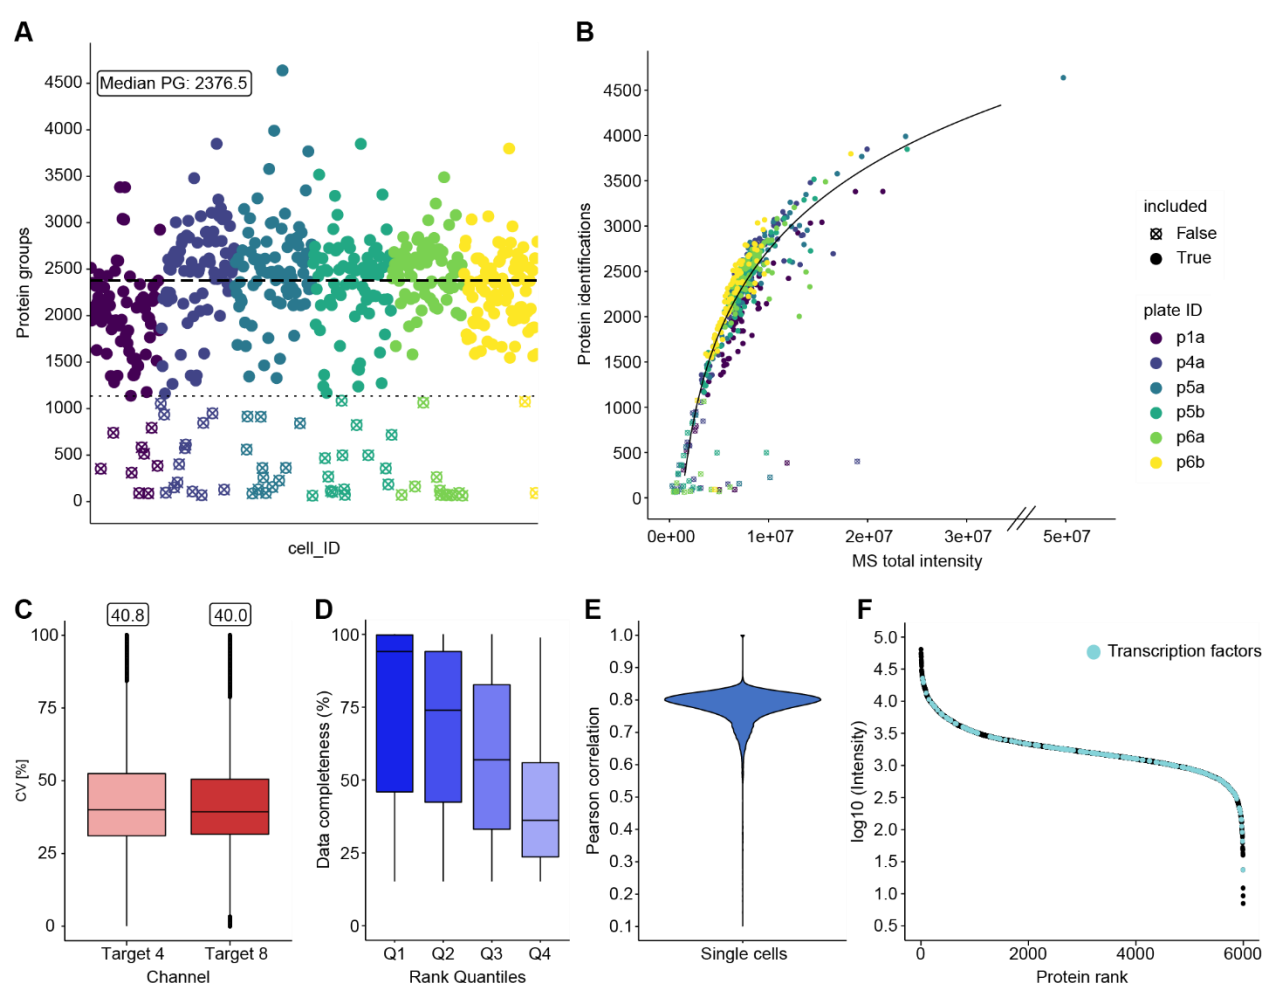 A
Median PG: 2376.5
Protein groups
4500
4000
3500
3000
2500
2000
1500
1000
500
0
cell_ID
B
Protein identifications
4500
4000
3500
3000
2500
2000
1500
1000
500
0
0e+00 1e+07 2e+07 3e+07 5e+07
MS total intensity
included
False
True
plate ID
p1a
p4a
p5a
p5b
p6a
p6b
C
40.8 40.0
CV [%]
100
75
50
25
0
Target 4 Target 8
Channel
D
Data completeness (%)
100
75
50
25
0
Q1 Q2 Q3 Q4
Rank Quantiles
E
Pearson correlation
1.0
0.9
0.8
0.7
0.6
0.5
0.4
0.3
0.2
0.1
Single cells
F
Transcription factors
log10 (Intensity)
5.0
4.5
4.0
3.5
3.0
2.5
2.0
1.5
1.0
0.5
0 2000 4000 6000
Protein rank